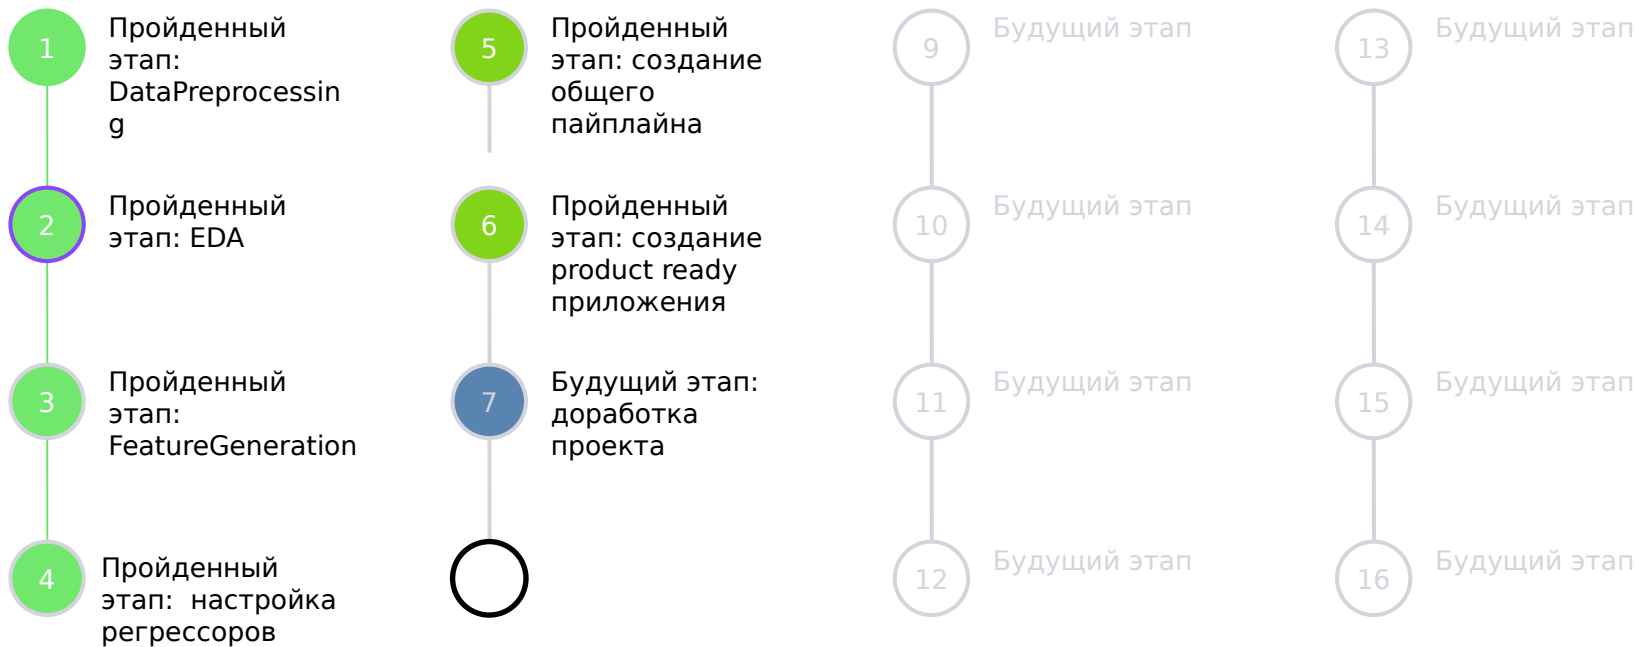 1
Пройденный
этап:
DataPreprocessin
g
2
Пройденный
этап: EDA
3
Пройденный
этап:
FeatureGeneration
4
Пройденный
этап:  настройка
регрессоров
5
Пройденный
этап: создание
общего
пайплайна
6
Пройденный
этап: создание
product ready
приложения
7
Будущий этап:
доработка
проекта
9
Будущий этап
10
Будущий этап
11
Будущий этап
12
Будущий этап
13
Будущий этап
14
Будущий этап
15
Будущий этап
16
Будущий этап